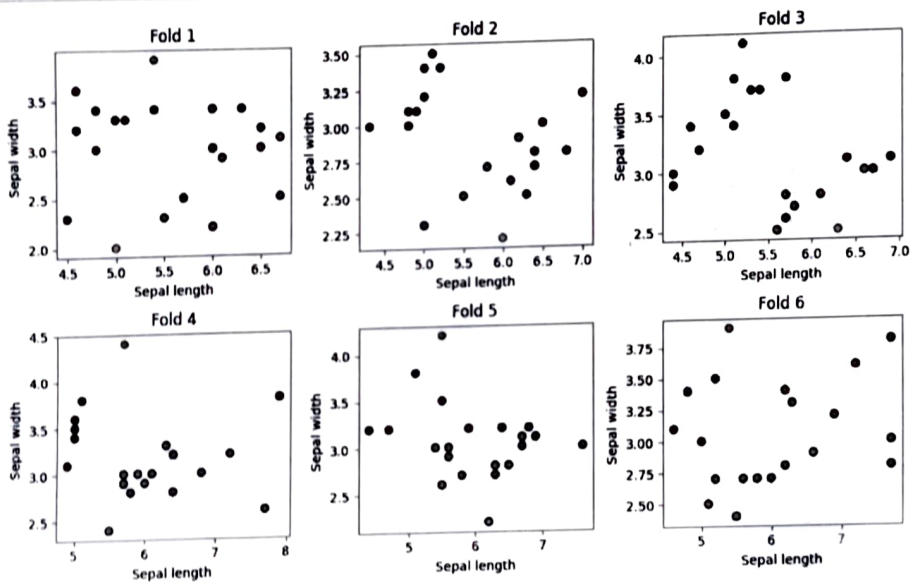 Fold 1
Sepal width
3.5
3.0
2.5
2.0
4.5 5.0 5.5 6.0 6.5
Sepal length
Fold 2
Sepal width
3.50
3.25
3.00
2.75
2.50
2.25
4.5 5.0 5.5 6.0 6.5 7.0
Sepal length
Fold 3
Sepal width
4.0
3.5
3.0
2.5
4.5 5.0 5.5 6.0 6.5 7.0
Sepal length
Fold 4
Sepal width
4.5
4.0
3.5
3.0
2.5
5 6 7 8
Sepal length
Fold 5
Sepal width
4.0
3.5
3.0
2.5
5 6 7
Sepal length
Fold 6
Sepal width
3.75
3.50
3.25
3.00
2.75
2.50
5 6 7
Sepal length